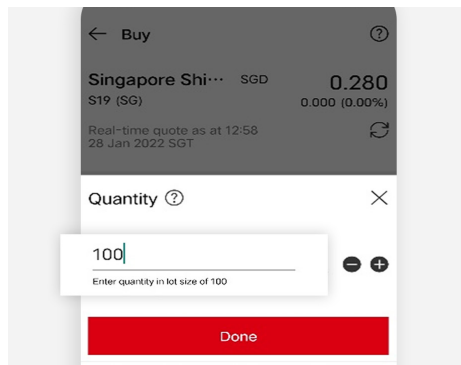 Buy
Singapore Shi··· SGD 0.280
S19 (SG) 0.000 (0.00%)
Real-time quote as at 12:58
28 Jan 2022 SGT
Quantity
100
Enter quantity in lot size of 100
Done